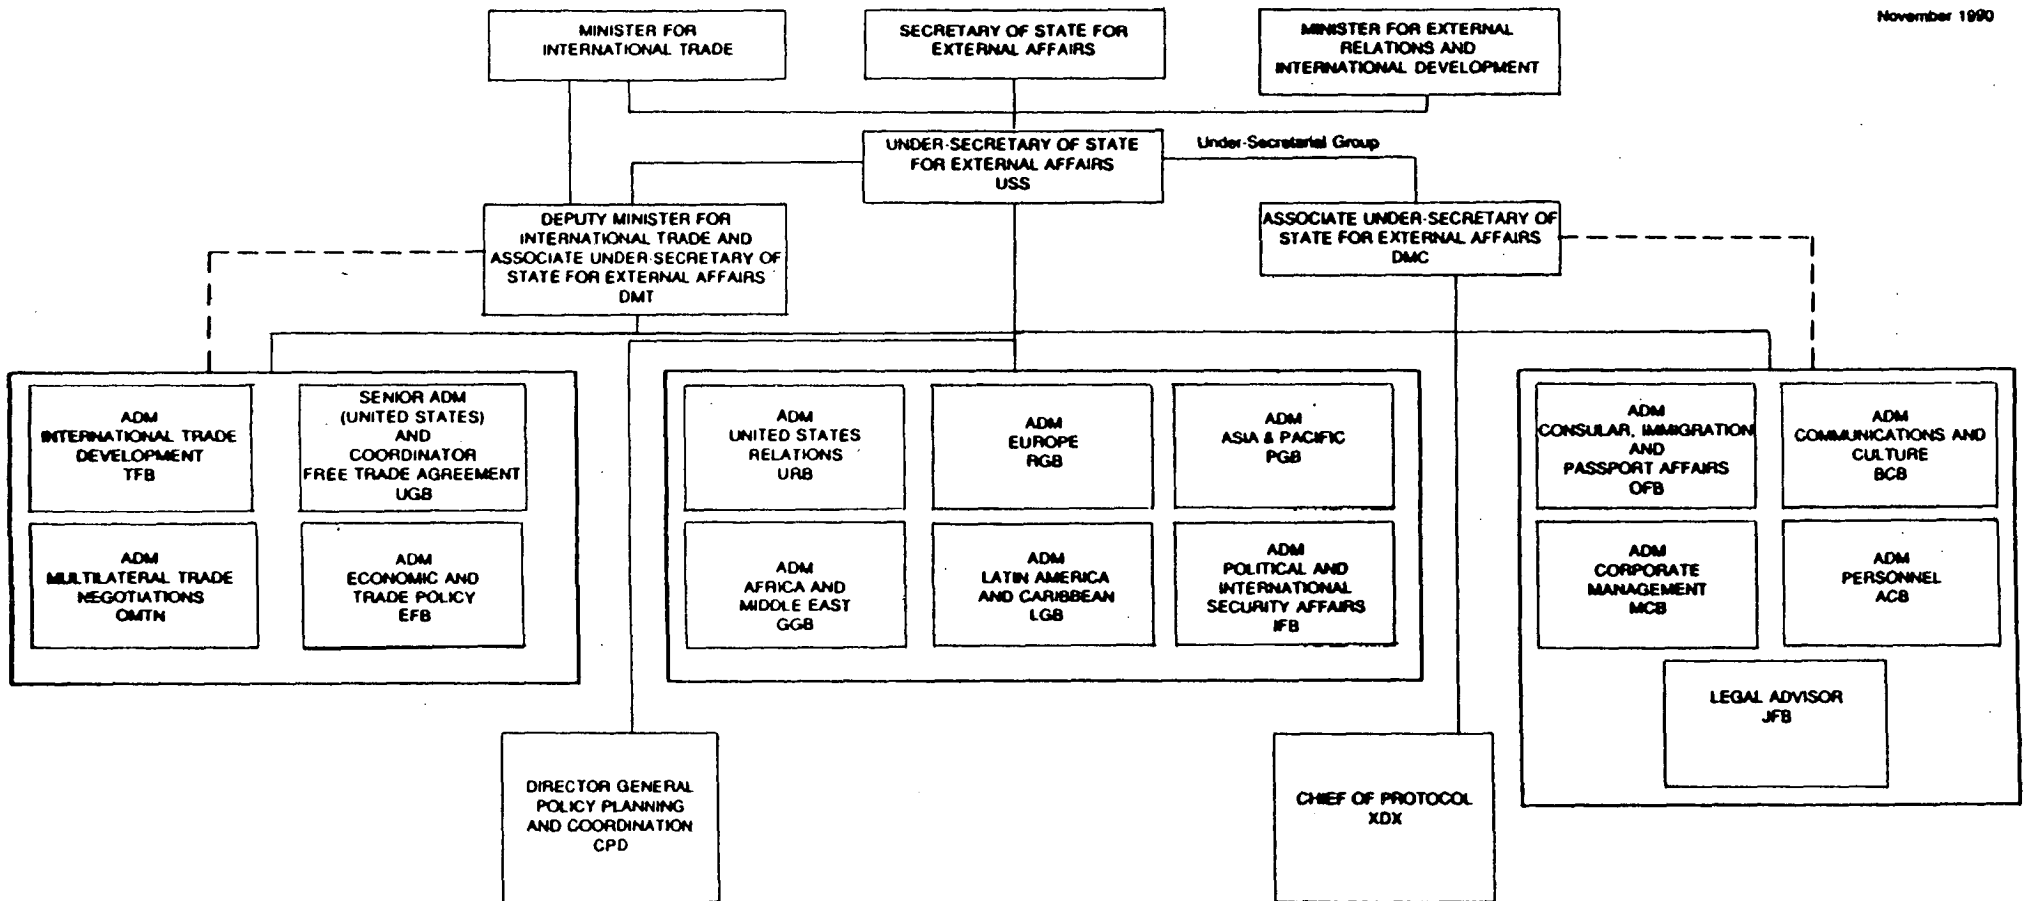 November 1990
MINISTER FOR
INTERNATIONAL TRADE
SECRETARY OF STATE FOR
EXTERNAL AFFAIRS
MINISTER FOR EXTERNAL
RELATIONS AND
INTERNATIONAL DEVELOPMENT
UNDER-SECRETARY OF STATE
FOR EXTERNAL AFFAIRS
USS
Under-Secretarial Group
DEPUTY MINISTER FOR
INTERNATIONAL TRADE AND
ASSOCIATE UNDER-SECRETARY OF
STATE FOR EXTERNAL AFFAIRS
DMT
ASSOCIATE UNDER-SECRETARY OF
STATE FOR EXTERNAL AFFAIRS
DMC
ADM
INTERNATIONAL TRADE
DEVELOPMENT
TFB
SENIOR ADM
(UNITED STATES)
AND
COORDINATOR
FREE TRADE AGREEMENT
UGB
ADM
MULTILATERAL TRADE
NEGOTIATIONS
OMTN
ADM
ECONOMIC AND
TRADE POLICY
EFB
ADM
UNITED STATES
RELATIONS
URB
ADM
EUROPE
RGB
ADM
ASIA & PACIFIC
PGB
ADM
AFRICA AND
MIDDLE EAST
GGB
ADM
LATIN AMERICA
AND CARIBBEAN
LGB
ADM
POLITICAL AND
INTERNATIONAL
SECURITY AFFAIRS
IFB
ADM
CONSULAR, IMMIGRATION
AND
PASSPORT AFFAIRS
OFB
ADM
COMMUNICATIONS AND
CULTURE
BCB
ADM
CORPORATE
MANAGEMENT
MCB
ADM
PERSONNEL
ACB
LEGAL ADVISOR
JFB
DIRECTOR GENERAL
POLICY PLANNING
AND COORDINATION
CPD
CHIEF OF PROTOCOL
XDX